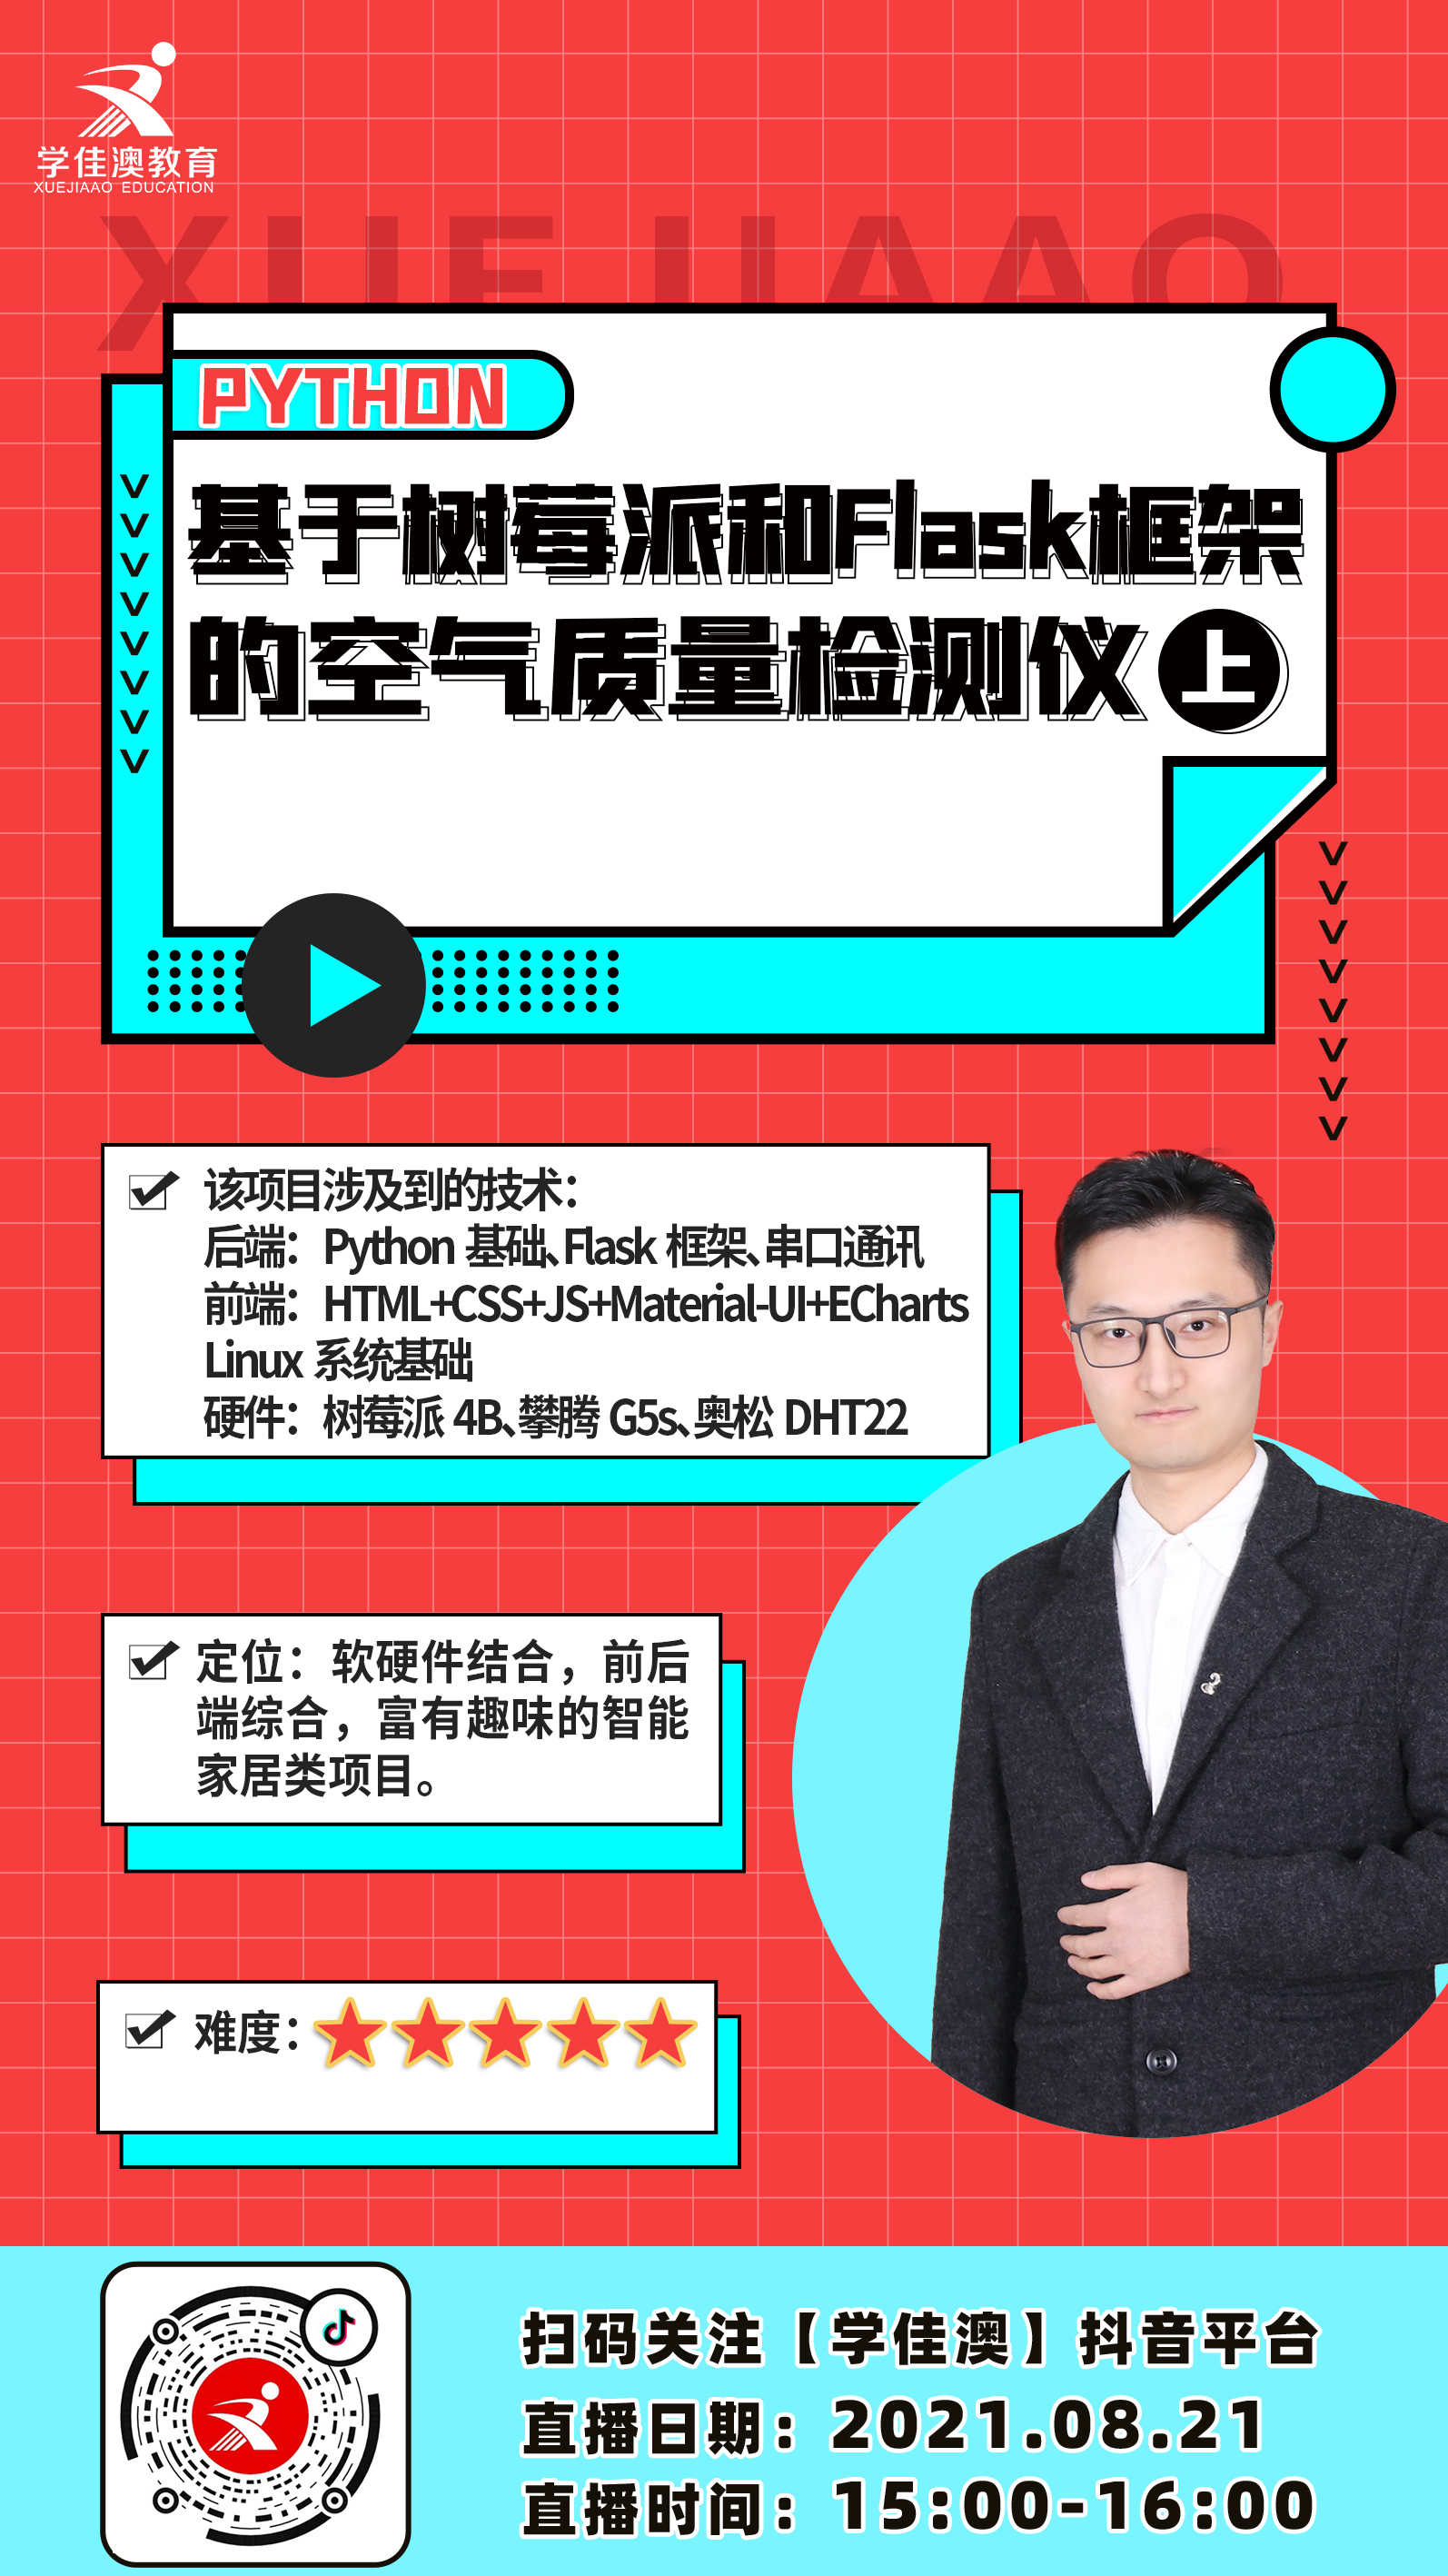 学佳澳教育
XUEJIAAO EDUCATION
XUEJIAAO
PYTHON
基于树莓派和Flask框架
的空气质量检测仪上
该项目涉及到的技术：
后端：Python 基础、Flask 框架、串口通讯
前端：HTML+CSS+JS+Material-UI+ECharts
Linux 系统基础
硬件：树莓派 4B、攀腾 G5s、奥松 DHT22
定位：软硬件结合，前后
端综合，富有趣味的智能
家居类项目。
难度：
扫码关注【学佳澳】抖音平台
直播日期：2021.08.21
直播时间：15:00-16:00